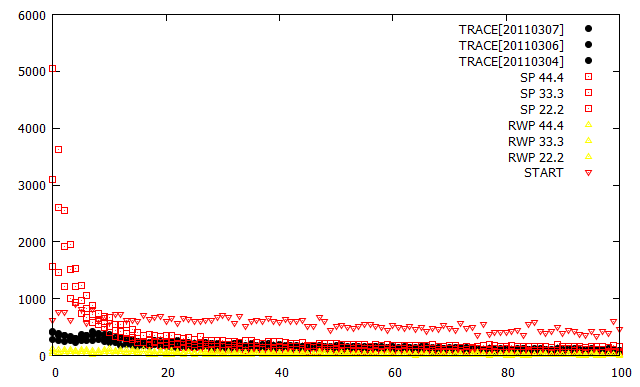 6000
TRACE[20110307]
TRACE[20110306]
TRACE[20110304]
5000
SP 44.4
SP 33.3
SP 22.2
4000
RWP 44.4
RWP 33.3
RWP 22.2
START
3000
2000
1000
0
0 20 40 60 80 100